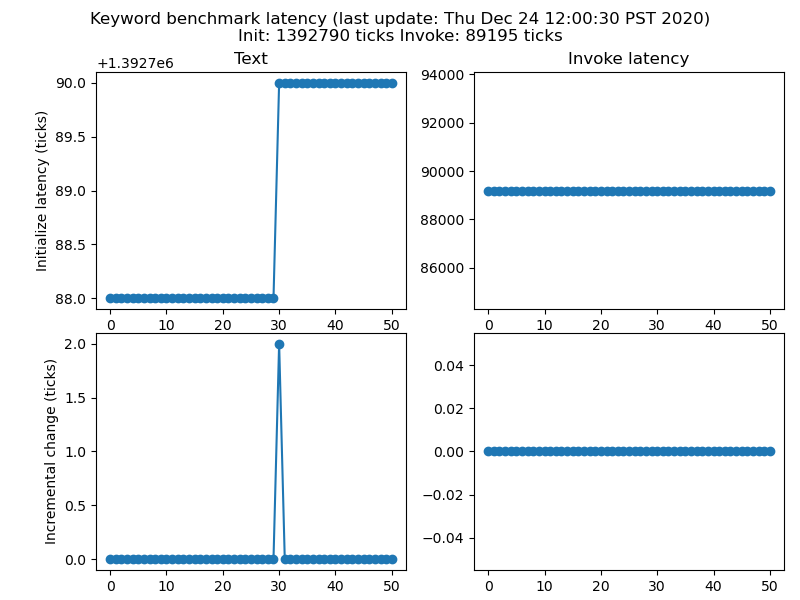 Keyword benchmark latency (last update: Thu Dec 24 12:00:30 PST 2020)
Init: 1392790 ticks Invoke: 89195 ticks
Text
+1.3927e6
Initialize latency (ticks)
90.0
89.5
89.0
88.5
88.0
0 10 20 30 40 50
Invoke latency
94000
92000
90000
88000
86000
0 10 20 30 40 50
Incremental change (ticks)
2.0
1.5
1.0
0.5
0.0
0 10 20 30 40 50
0.04
0.02
0.00
−0.02
−0.04
0 10 20 30 40 50